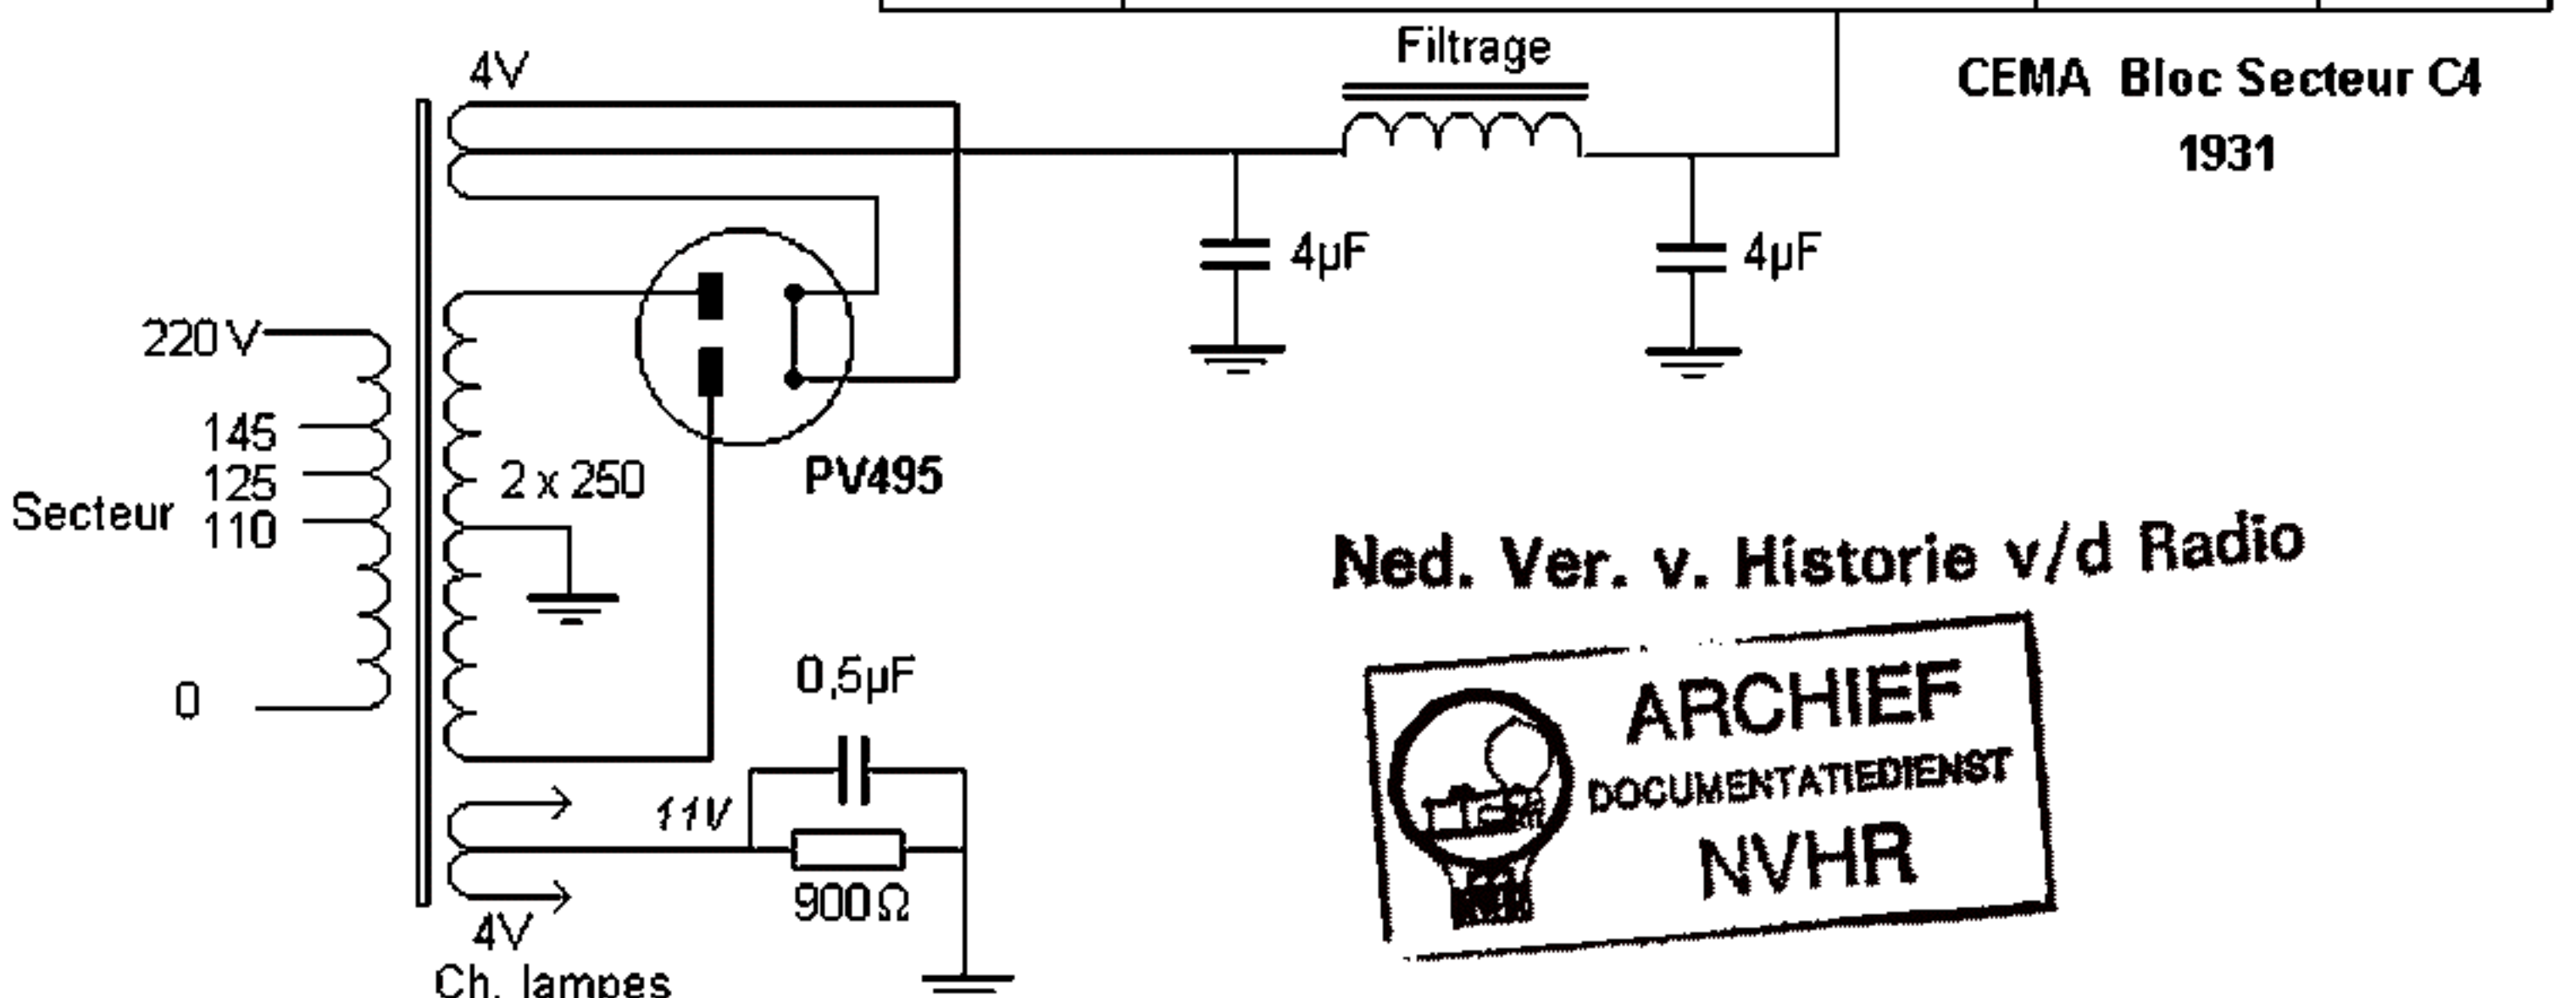 Filtrage
4V
CEMA Bloc Secteur C4
1931
4µF
4µF
220 V
145
125
Secteur 110
0
2 x 250
PV495
0,5µF
11V
900Ω
4V
Ch. lampes
Ned. Ver. v. Historie v/d Radio
ARCHIEF
DOCUMENTATIEDIENST
NVHR